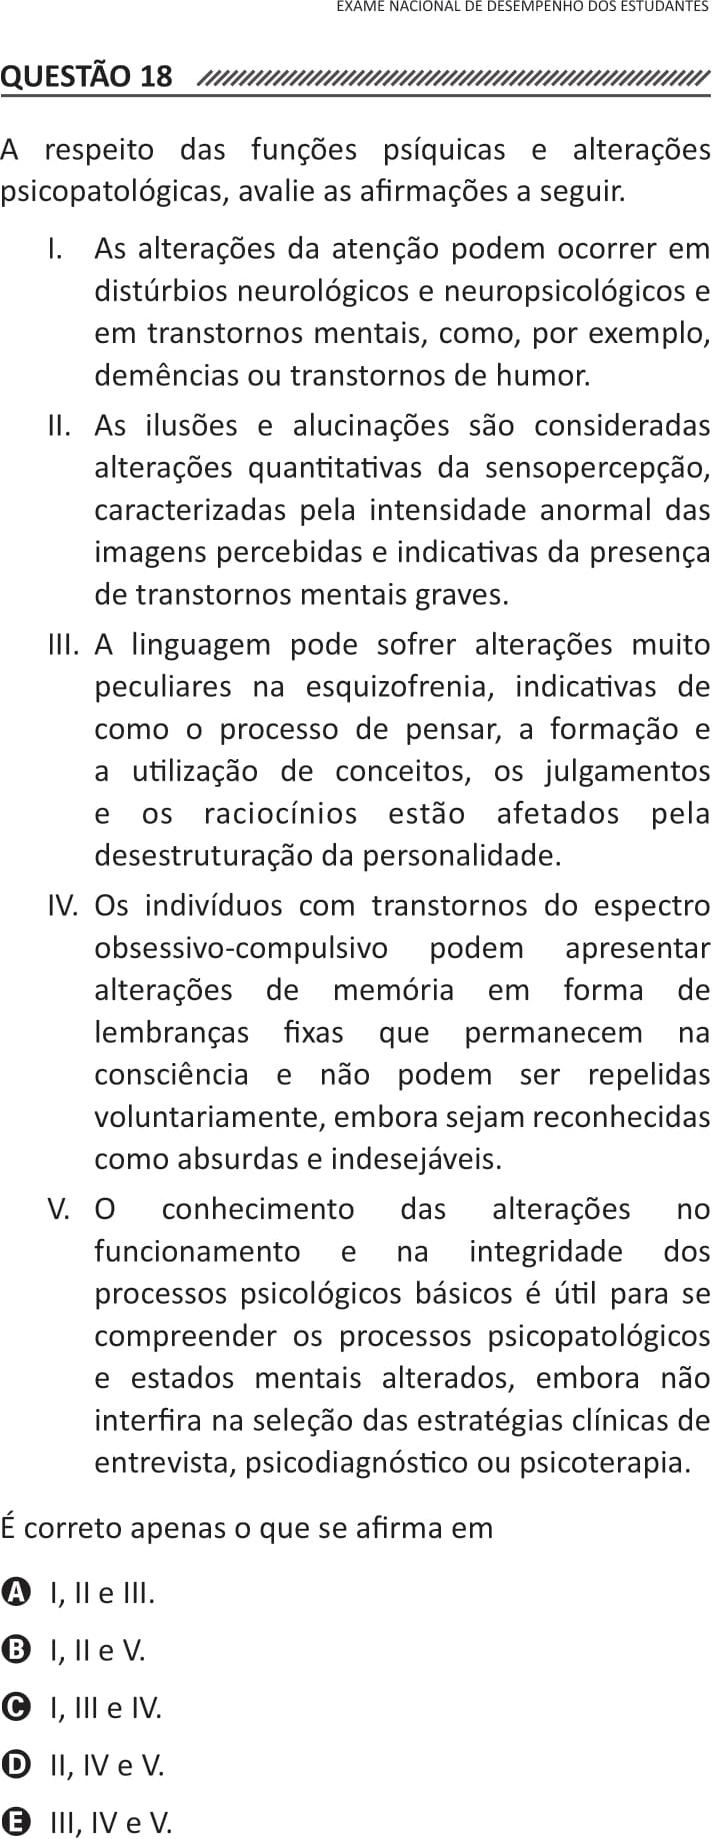 EXAME NACIONAL DE DESEMPENHO DOS ESTUDANTES
QUESTÃO 18
A respeito das funções psíquicas e alterações
psicopatológicas, avalie as afirmações a seguir.
I. As alterações da atenção podem ocorrer em
distúrbios neurológicos e neuropsicológicos e
em transtornos mentais, como, por exemplo,
demências ou transtornos de humor.
II. As ilusões e alucinações são consideradas
alterações quantitativas da sensopercepção,
caracterizadas pela intensidade anormal das
imagens percebidas e indicativas da presença
de transtornos mentais graves.
III. A linguagem pode sofrer alterações muito
peculiares na esquizofrenia, indicativas de
como o processo de pensar, a formação e
a utilização de conceitos, os julgamentos
e os raciocínios estão afetados pela
desestruturação da personalidade.
IV. Os indivíduos com transtornos do espectro
obsessivo-compulsivo podem apresentar
alterações de memória em forma de
lembranças fixas que permanecem na
consciência e não podem ser repelidas
voluntariamente, embora sejam reconhecidas
como absurdas e indesejáveis.
V. O conhecimento das alterações no
funcionamento e na integridade dos
processos psicológicos básicos é útil para se
compreender os processos psicopatológicos
e estados mentais alterados, embora não
interfira na seleção das estratégias clínicas de
entrevista, psicodiagnóstico ou psicoterapia.
É correto apenas o que se afirma em
A I, II e III.
B I, II e V.
C I, III e IV.
D II, IV e V.
E III, IV e V.